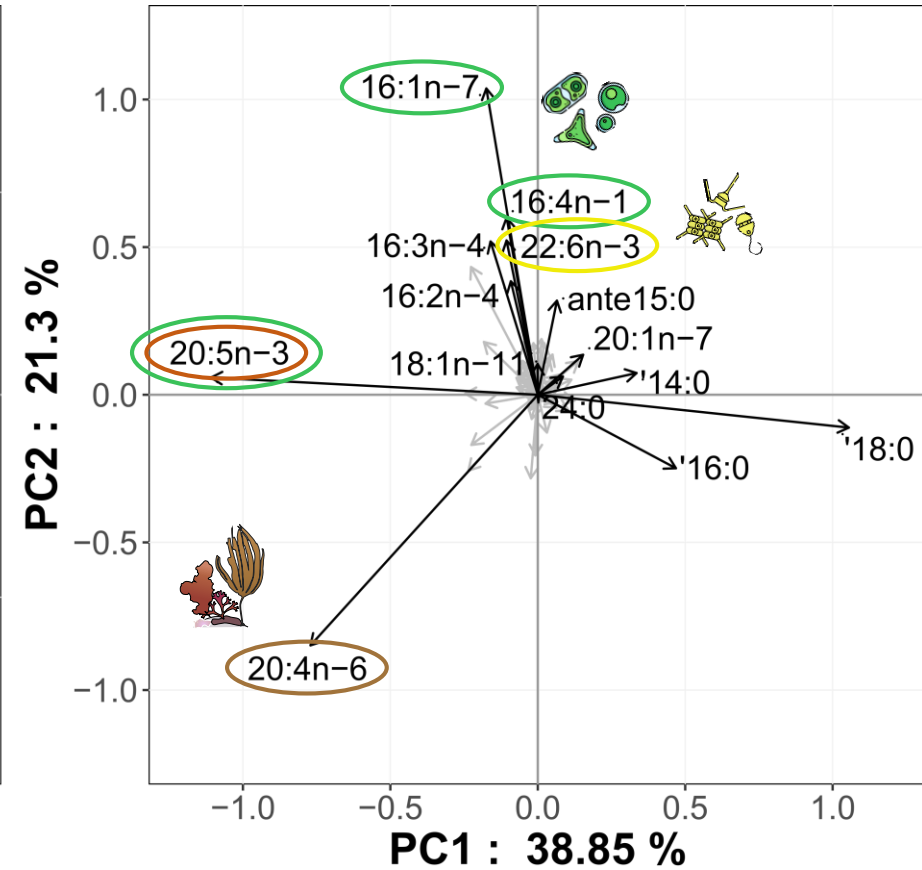 16:1n−7
1.0
16:4n−1
0.5
16:3n−4
22:6n−3
16:2n−4
ante15:0
20:1n−7
20:5n−3
18:1n−11
'14:0
0.0
24:0
'18:0
'16:0
−0.5
20:4n−6
−1.0
PC2 : 21.3 %
−1.0
−0.5
0.0
0.5
1.0
PC1 : 38.85 %